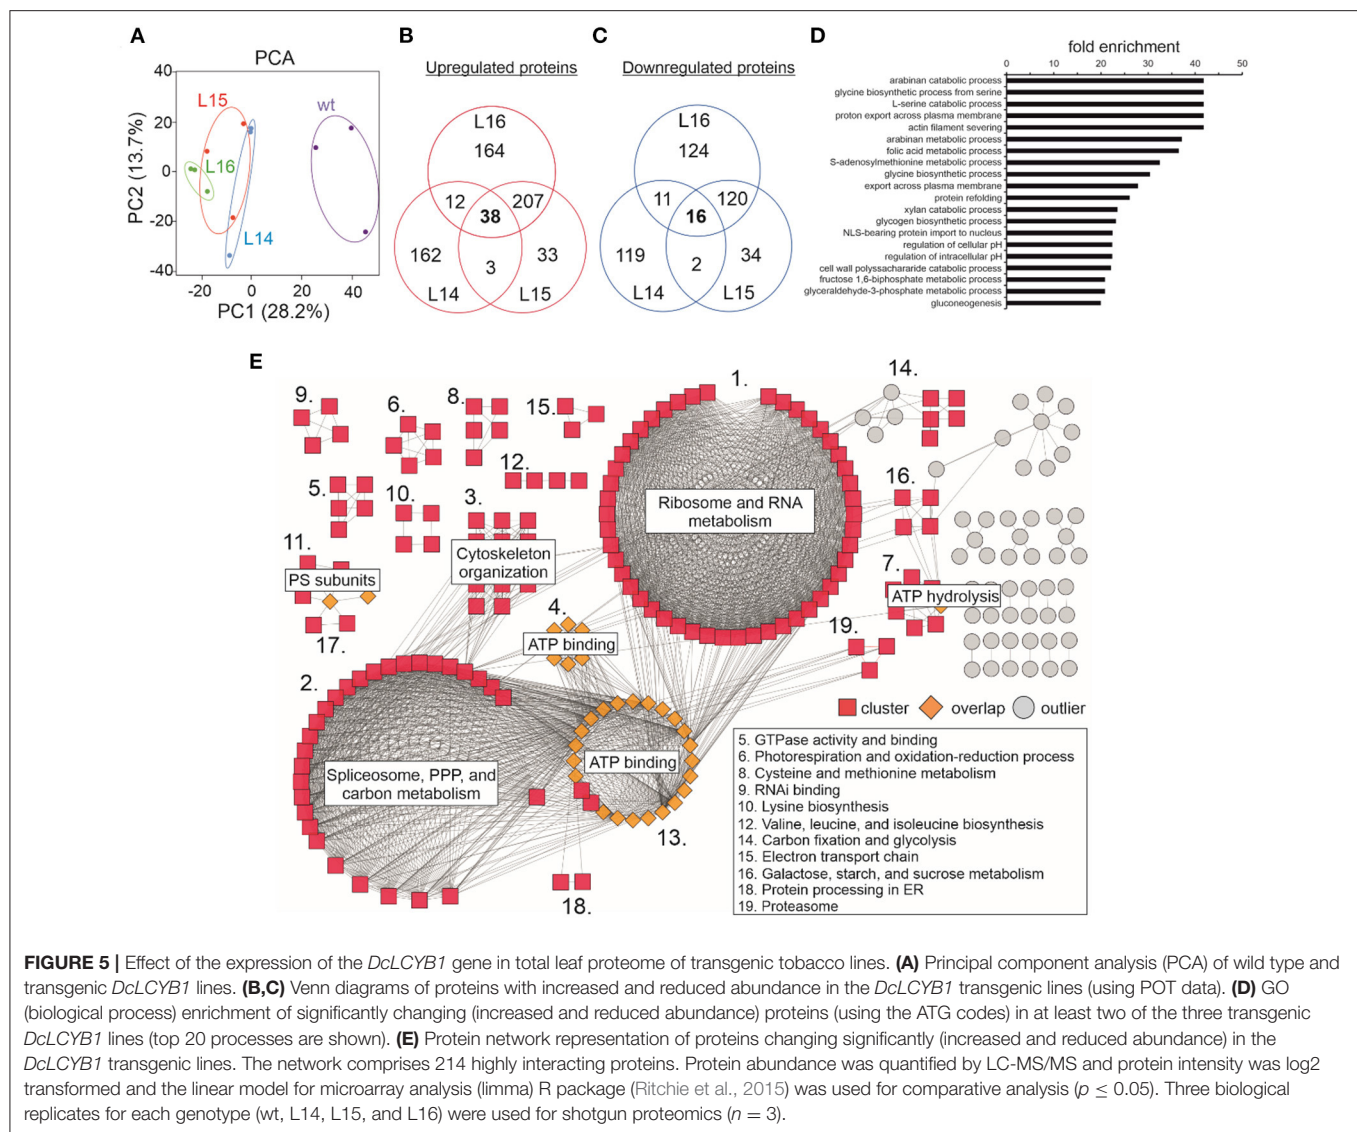 A
PCA
PC2 (13.7%)
40
20
0
-20
-40
L15
wt
L16
L14
-20
0
20
40
PC1 (28.2%)
B
Upregulated proteins
L16
164
12
207
38
162
33
3
L14
L15
C
Downregulated proteins
L16
124
11
120
16
119
34
2
L14
L15
D
fold enrichment
0 10 20 30 40 50
arabinan catabolic process
glycine biosynthetic process from serine
L-serine catabolic process
proton export across plasma membrane
actin filament severing
arabinan metabolic process
folic acid metabolic process
S-adenosylmethionine metabolic process
glycine biosynthetic process
export across plasma membrane
protein refolding
xylan catabolic process
glycogen biosynthetic process
NLS-bearing protein import to nucleus
regulation of cellular pH
regulation of intracellular pH
cell wall polyssacharaide catabolic process
fructose 1,6-biphosphate metabolic process
glyceraldehyde-3-phosphate metabolic process
gluconeogenesis
E
9.
6.
8.
15.
1.
14.
12.
5.
10.
3.
16.
Ribosome and RNA
metabolism
11.
PS subunits
Cytoskeleton
organization
7.
ATP hydrolysis
17.
4.
ATP binding
19.
2.
cluster
overlap
outlier
Spliceosome, PPP, and
carbon metabolism
ATP binding
13.
18.
5. GTPase activity and binding
6. Photorespiration and oxidation-reduction process
8. Cysteine and methionine metabolism
9. RNAi binding
10. Lysine biosynthesis
12. Valine, leucine, and isoleucine biosynthesis
14. Carbon fixation and glycolysis
15. Electron transport chain
16. Galactose, starch, and sucrose metabolism
18. Protein processing in ER
19. Proteasome
FIGURE 5 | Effect of the expression of the DcLCYB1 gene in total leaf proteome of transgenic tobacco lines. (A) Principal component analysis (PCA) of wild type and
transgenic DcLCYB1 lines. (B,C) Venn diagrams of proteins with increased and reduced abundance in the DcLCYB1 transgenic lines (using POT data). (D) GO
(biological process) enrichment of significantly changing (increased and reduced abundance) proteins (using the ATG codes) in at least two of the three transgenic
DcLCYB1 lines (top 20 processes are shown). (E) Protein network representation of proteins changing significantly (increased and reduced abundance) in the
DcLCYB1 transgenic lines. The network comprises 214 highly interacting proteins. Protein abundance was quantified by LC-MS/MS and protein intensity was log2
transformed and the linear model for microarray analysis (limma) R package (Ritchie et al., 2015) was used for comparative analysis (p ≤ 0.05). Three biological
replicates for each genotype (wt, L14, L15, and L16) were used for shotgun proteomics (n = 3).